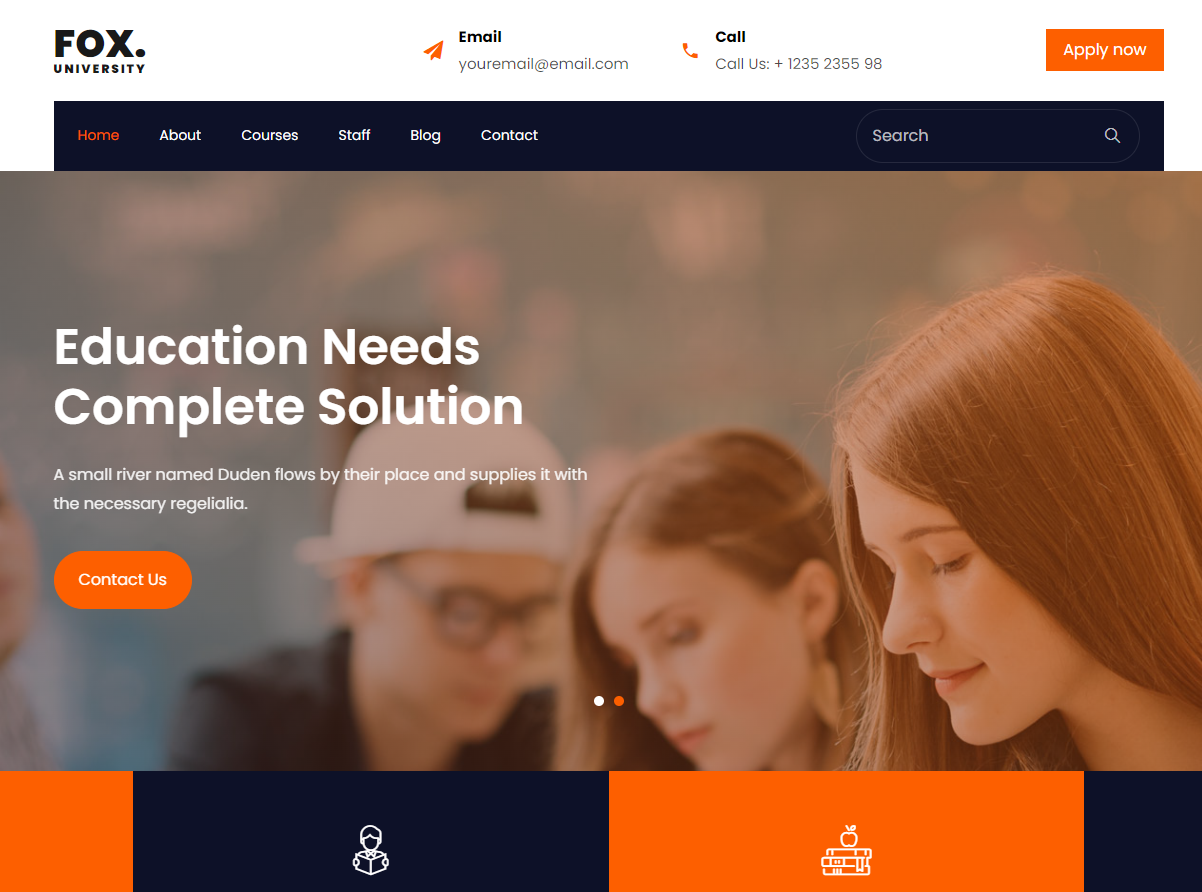 FOX.
UNIVERSITY
Email
youremail@email.com
Call
Call Us: + 1235 2355 98
Apply now
Home About Courses Staff Blog Contact
Search
Education Needs
Complete Solution
A small river named Duden flows by their place and supplies it with
the necessary regelialia.
Contact Us